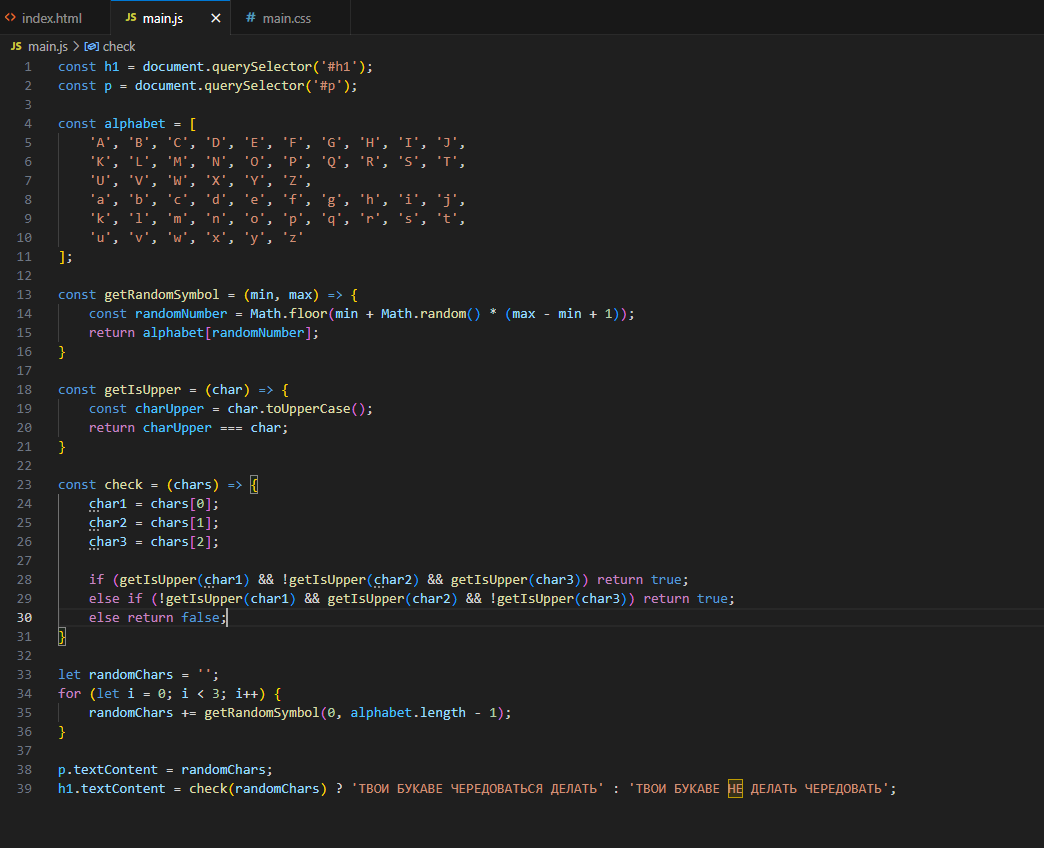 index.html
JS main.js ×
# main.css
JS main.js > check
1 const h1 = document.querySelector('#h1');
2 const p = document.querySelector('#p');
3
4 const alphabet = [
5     'A', 'B', 'C', 'D', 'E', 'F', 'G', 'H', 'I', 'J',
6     'K', 'L', 'M', 'N', 'O', 'P', 'Q', 'R', 'S', 'T',
7     'U', 'V', 'W', 'X', 'Y', 'Z',
8     'a', 'b', 'c', 'd', 'e', 'f', 'g', 'h', 'i', 'j',
9     'k', 'l', 'm', 'n', 'o', 'p', 'q', 'r', 's', 't',
10     'u', 'v', 'w', 'x', 'y', 'z'
11 ];
12
13 const getRandomSymbol = (min, max) => {
14     const randomNumber = Math.floor(min + Math.random() * (max - min + 1));
15     return alphabet[randomNumber];
16 }
17
18 const getIsUpper = (char) => {
19     const charUpper = char.toUpperCase();
20     return charUpper === char;
21 }
22
23 const check = (chars) => {
24     char1 = chars[0];
25     char2 = chars[1];
26     char3 = chars[2];
27
28     if (getIsUpper(char1) && !getIsUpper(char2) && getIsUpper(char3)) return true;
29     else if (!getIsUpper(char1) && getIsUpper(char2) && !getIsUpper(char3)) return true;
30     else return false;
31 }
32
33 let randomChars = '';
34 for (let i = 0; i < 3; i++) {
35     randomChars += getRandomSymbol(0, alphabet.length - 1);
36 }
37
38 p.textContent = randomChars;
39 h1.textContent = check(randomChars) ? 'ТВОИ БУКАВЕ ЧЕРЕДОВАТЬСЯ ДЕЛАТЬ' : 'ТВОИ БУКАВЕ НЕ ДЕЛАТЬ ЧЕРЕДОВАТЬ';